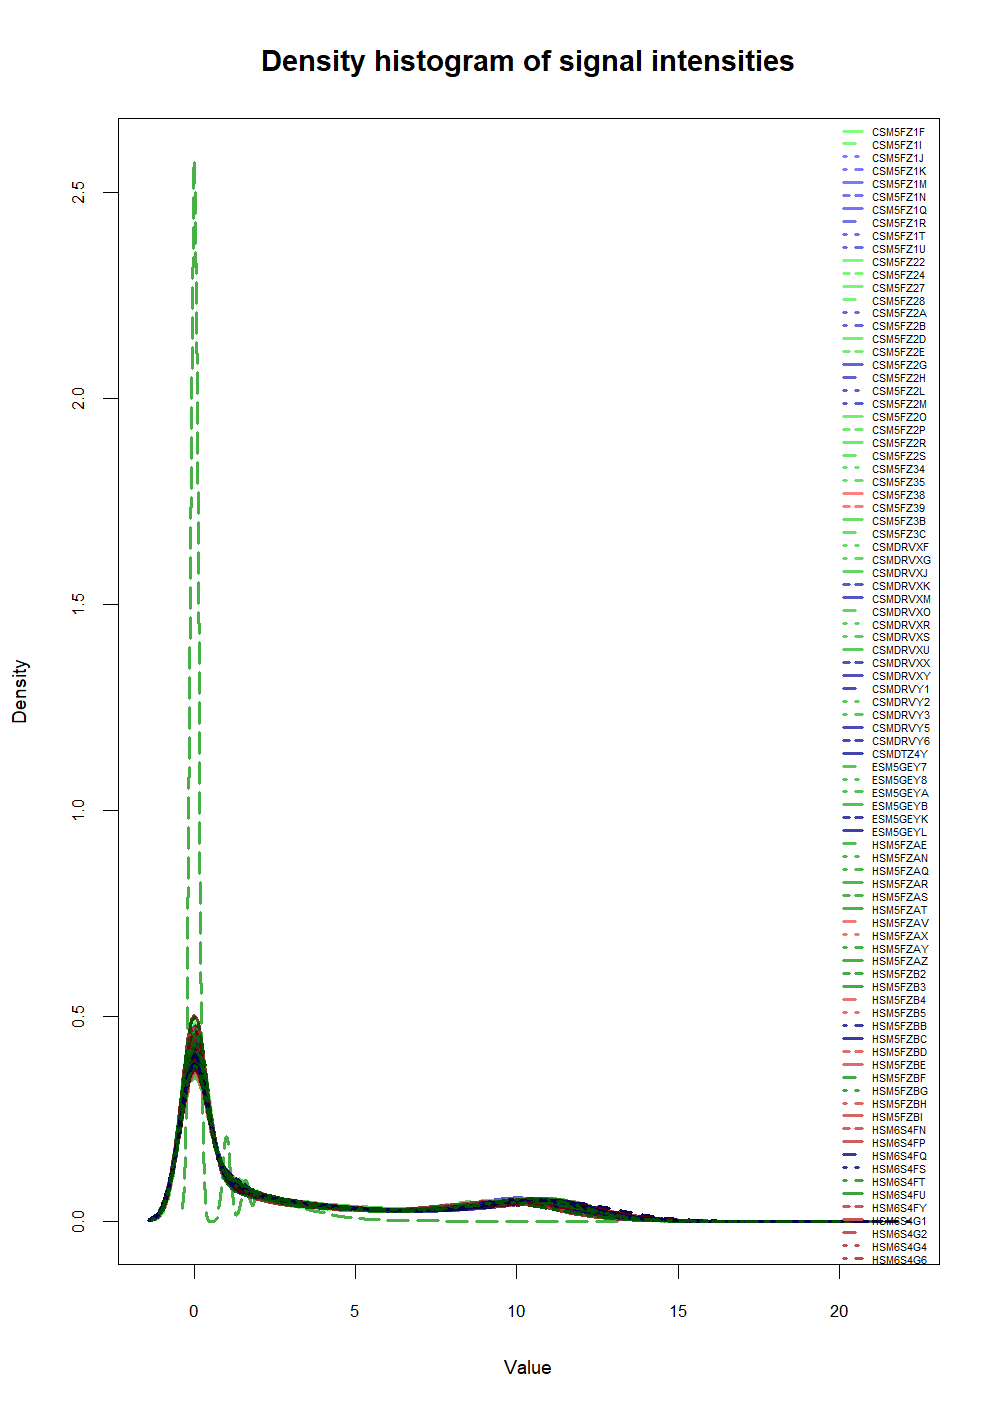 Density histogram of signal intensities
CSM5FZ1F
CSM5FZ1I
CSM5FZ1J
CSM5FZ1K
CSM5FZ1M
CSM5FZ1N
CSM5FZ1Q
CSM5FZ1R
CSM5FZ1T
CSM5FZ1U
CSM5FZ22
CSM5FZ24
CSM5FZ27
CSM5FZ28
CSM5FZ2A
CSM5FZ2B
CSM5FZ2D
CSM5FZ2E
CSM5FZ2G
CSM5FZ2H
CSM5FZ2L
CSM5FZ2M
CSM5FZ2O
CSM5FZ2P
CSM5FZ2R
CSM5FZ2S
CSM5FZ34
CSM5FZ35
CSM5FZ38
CSM5FZ39
CSM5FZ3B
CSM5FZ3C
CSMDRVXF
CSMDRVXG
CSMDRVXJ
CSMDRVXK
CSMDRVXM
CSMDRVXO
CSMDRVXR
CSMDRVXS
CSMDRVXU
CSMDRVXX
CSMDRVXY
CSMDRVY1
CSMDRVY2
CSMDRVY3
CSMDRVY5
CSMDRVY6
CSMDTZ4Y
ESM5GEY7
ESM5GEY8
ESM5GEYA
ESM5GEYB
ESM5GEYK
ESM5GEYL
HSM5FZAE
HSM5FZAN
HSM5FZAQ
HSM5FZAR
HSM5FZAS
HSM5FZAT
HSM5FZAV
HSM5FZAX
HSM5FZAY
HSM5FZAZ
HSM5FZB2
HSM5FZB3
HSM5FZB4
HSM5FZB5
HSM5FZBB
HSM5FZBC
HSM5FZBD
HSM5FZBE
HSM5FZBF
HSM5FZBG
HSM5FZBH
HSM5FZBI
HSM6S4FN
HSM6S4FP
HSM6S4FQ
HSM6S4FS
HSM6S4FT
HSM6S4FU
HSM6S4FY
HSM6S4G1
HSM6S4G2
HSM6S4G4
HSM6S4G6
2.5
2.0
1.5
1.0
0.5
0.0
Density
0 5 10 15 20
Value